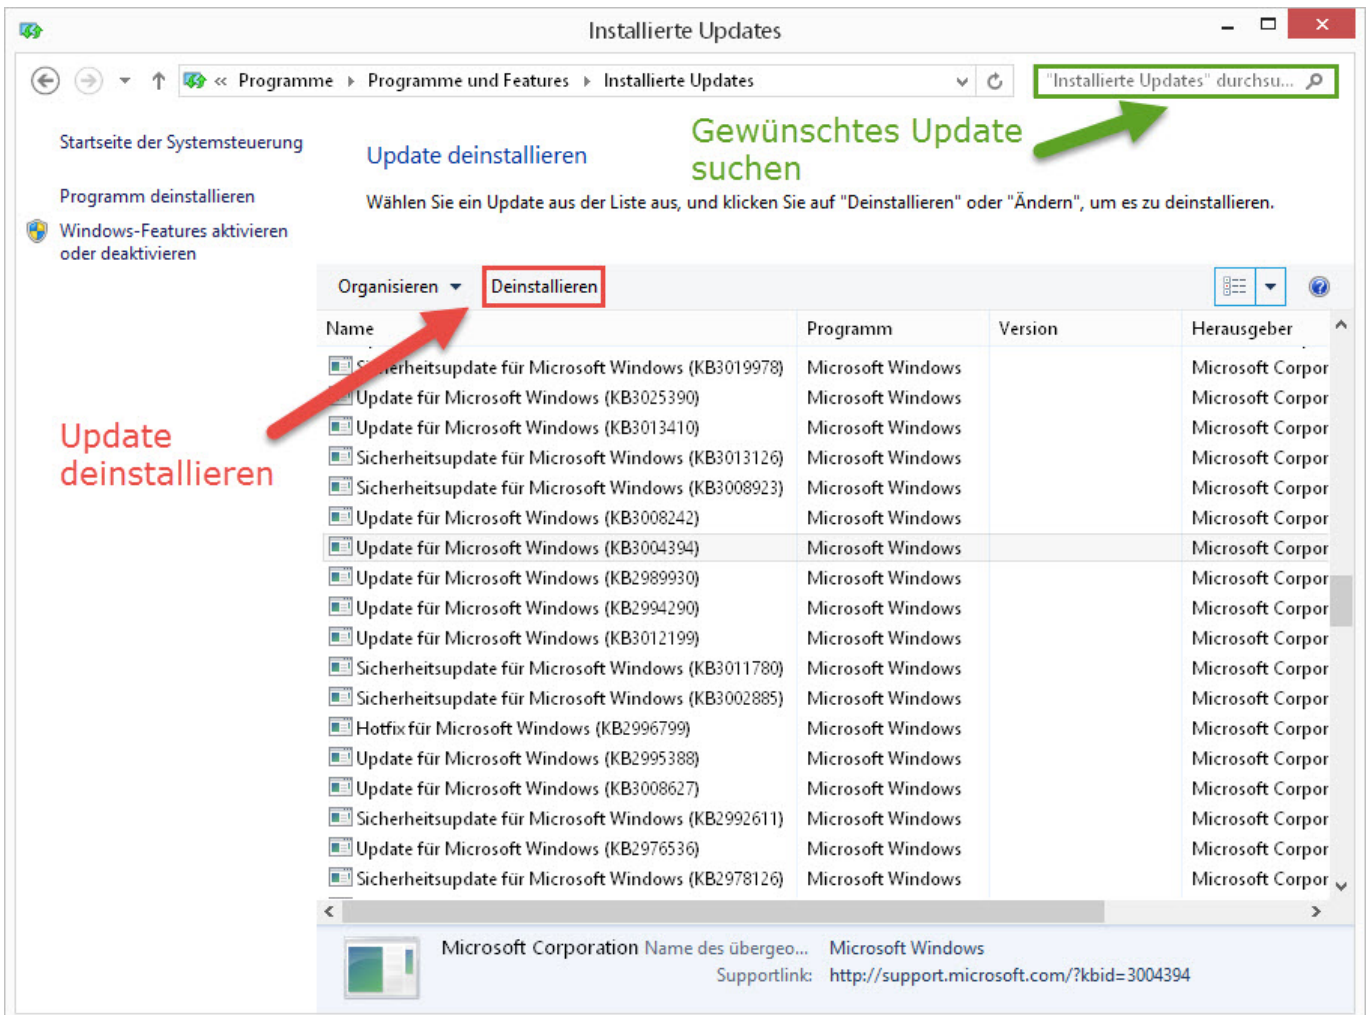 Installierte Updates
« Programme Programme und Features Installierte Updates
"Installierte Updates" durchsu...
Gewünschtes Update
suchen
Startseite der Systemsteuerung
Programm deinstallieren
Windows-Features aktivieren
oder deaktivieren
Update deinstallieren
Wählen Sie ein Update aus der Liste aus, und klicken Sie auf "Deinstallieren" oder "Ändern", um es zu deinstallieren.
Organisieren Deinstallieren
Update
deinstallieren
Name Programm Version Herausgeber
Sicherheitsupdate für Microsoft Windows (KB3019978) Microsoft Windows Microsoft Corpor
Update für Microsoft Windows (KB3025390) Microsoft Windows Microsoft Corpor
Update für Microsoft Windows (KB3013410) Microsoft Windows Microsoft Corpor
Sicherheitsupdate für Microsoft Windows (KB3013126) Microsoft Windows Microsoft Corpor
Sicherheitsupdate für Microsoft Windows (KB3008923) Microsoft Windows Microsoft Corpor
Update für Microsoft Windows (KB3008242) Microsoft Windows Microsoft Corpor
Update für Microsoft Windows (KB3004394) Microsoft Windows Microsoft Corpor
Update für Microsoft Windows (KB2989930) Microsoft Windows Microsoft Corpor
Update für Microsoft Windows (KB2994290) Microsoft Windows Microsoft Corpor
Update für Microsoft Windows (KB3012199) Microsoft Windows Microsoft Corpor
Sicherheitsupdate für Microsoft Windows (KB3011780) Microsoft Windows Microsoft Corpor
Sicherheitsupdate für Microsoft Windows (KB3002885) Microsoft Windows Microsoft Corpor
Hotfix für Microsoft Windows (KB2996799) Microsoft Windows Microsoft Corpor
Update für Microsoft Windows (KB2995388) Microsoft Windows Microsoft Corpor
Update für Microsoft Windows (KB3008627) Microsoft Windows Microsoft Corpor
Sicherheitsupdate für Microsoft Windows (KB2992611) Microsoft Windows Microsoft Corpor
Update für Microsoft Windows (KB2976536) Microsoft Windows Microsoft Corpor
Sicherheitsupdate für Microsoft Windows (KB2978126) Microsoft Windows Microsoft Corpor
Microsoft Corporation Name des übergeo... Microsoft Windows
Supportlink: http://support.microsoft.com/?kbid=3004394